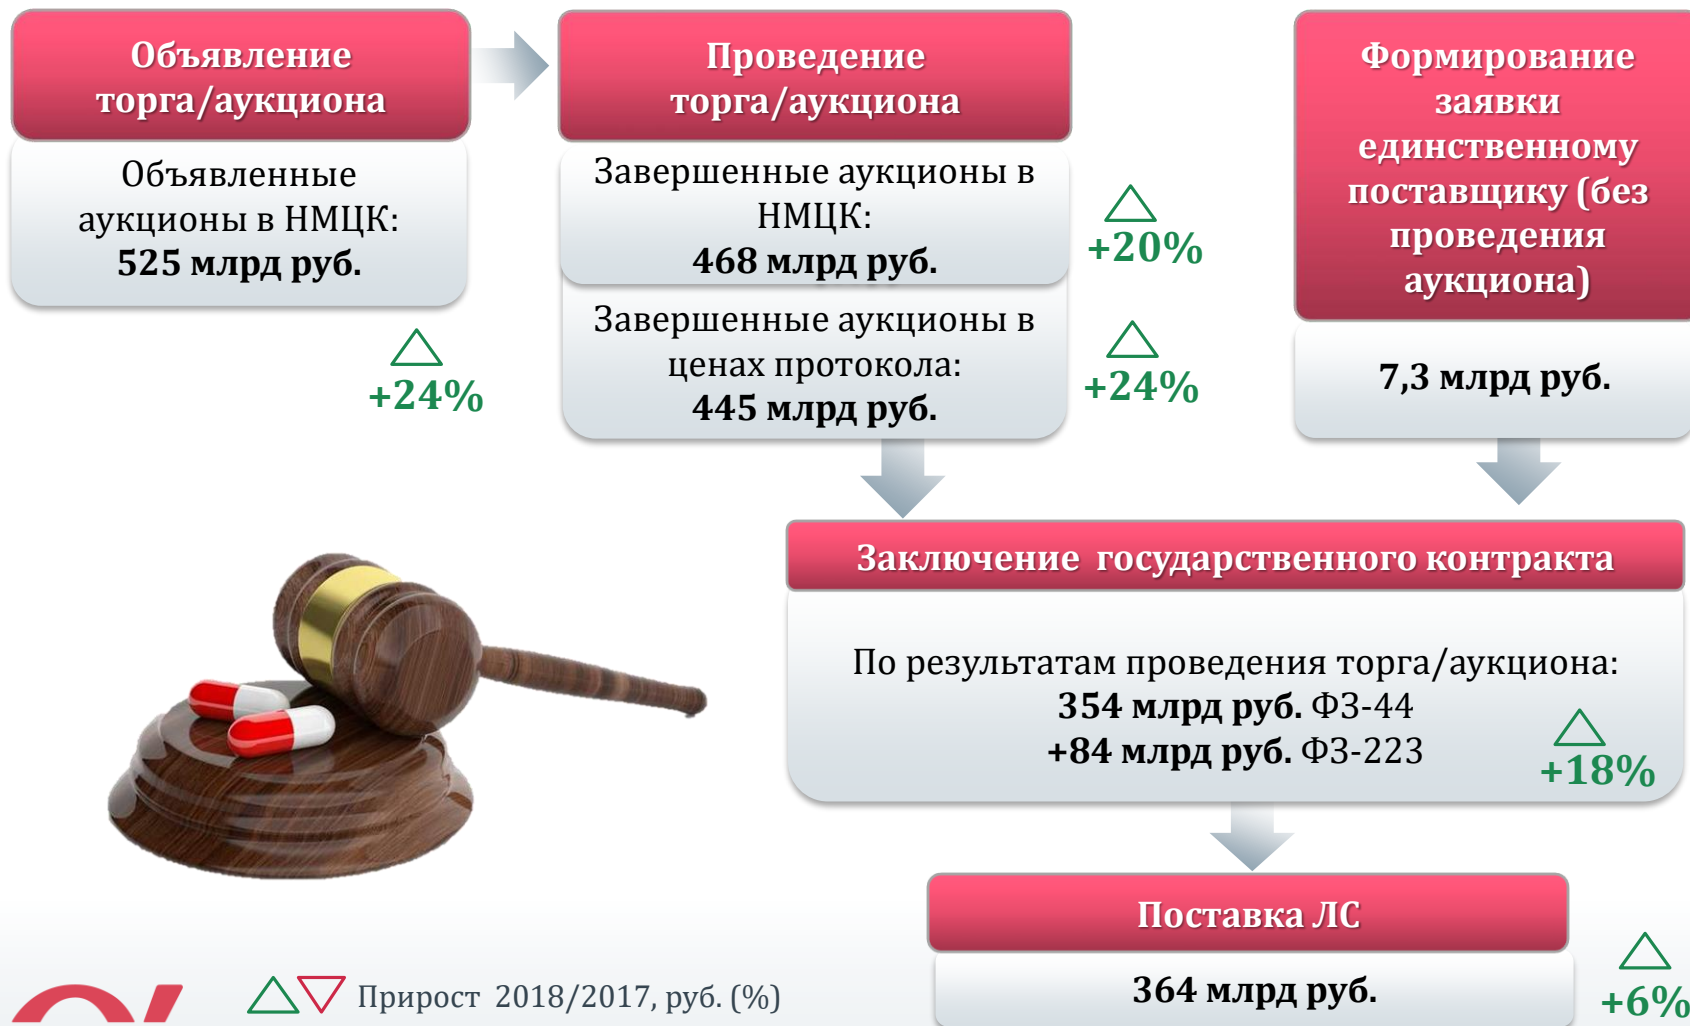 Объявление
торга/аукциона
Объявленные
аукционы в НМЦК:
525 млрд руб.
+24%
Проведение
торга/аукциона
Завершенные аукционы в
НМЦК:
468 млрд руб.
+20%
Завершенные аукционы в
ценах протокола:
445 млрд руб.
+24%
Формирование
заявки
единственному
поставщику (без
проведения
аукциона)
7,3 млрд руб.
Заключение государственного контракта
По результатам проведения торга/аукциона:
354 млрд руб. ФЗ-44
+84 млрд руб. ФЗ-223
+18%
Поставка ЛС
364 млрд руб.
+6%
Прирост 2018/2017, руб. (%)